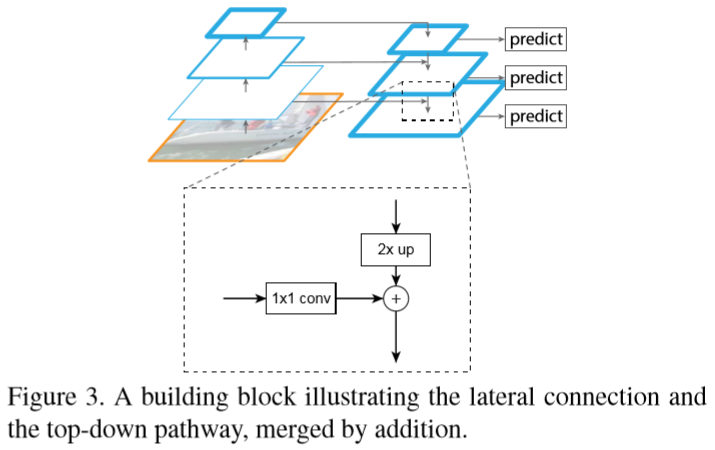 predict
predict
predict
2x up
1x1 conv
+
Figure 3. A building block illustrating the lateral connection and
the top-down pathway, merged by addition.